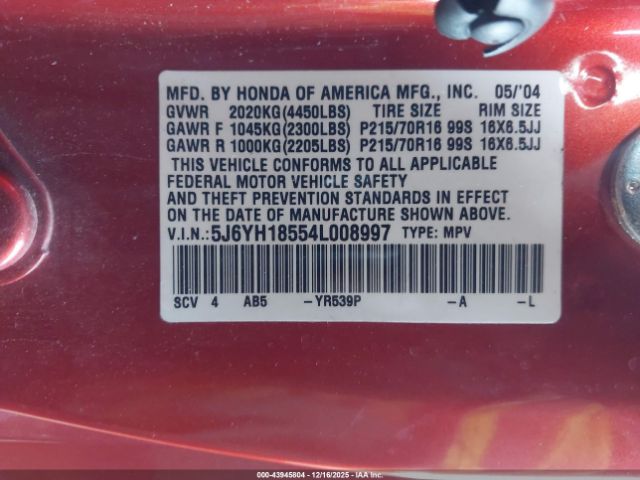 MFD. BY HONDA OF AMERICA MFG., INC. 05/'04
GVWR 2020KG(4450LBS) TIRE SIZE RIM SIZE
GAWR F 1045KG(2300LBS) P215/70R16 99S 16X6.5JJ
GAWR R 1000KG(2205LBS) P215/70R16 99S 16X6.5JJ
THIS VEHICLE CONFORMS TO ALL APPLICABLE
FEDERAL MOTOR VEHICLE SAFETY
AND THEFT PREVENTION STANDARDS IN EFFECT
ON THE DATE OF MANUFACTURE SHOWN ABOVE.
V.I.N.: 5J6YH18554L008997 TYPE: MPV
SCV 4 AB5 -YR539P -A -L
000-43945804 | 12/16/2025 | IAA